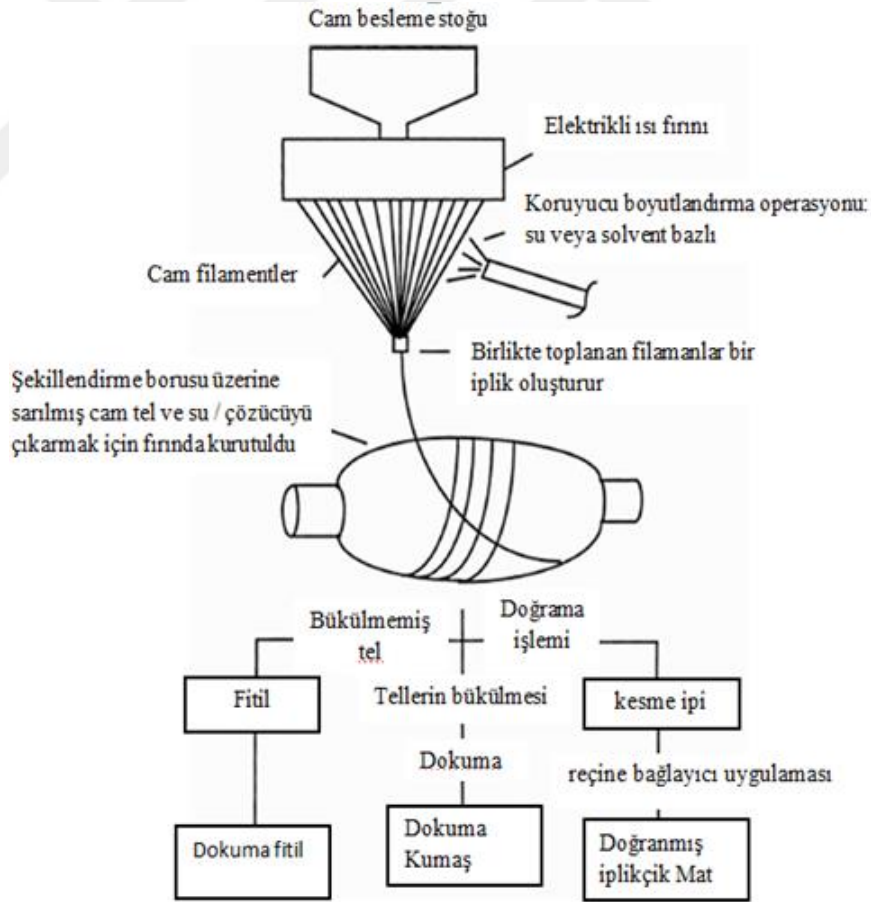 Cam besleme stoğu
Elektrikli ısı fırını
Koruyucu boyutlandırma operasyonu:
su veya solvent bazlı
Cam filamentler
Birlikte toplanan filamanlar bir
iplik oluşturur
Şekillendirme borusu üzerine
sarılmış cam tel ve su / çözücüyü
çıkarmak için fırında kurutuldu
Bükülmemiş
tel
Doğrama
işlemi
Fitil
Tellerin bükülmesi
kesme ipi
Dokuma
reçine bağlayıcı uygulaması
Dokuma fitil
Dokuma
Kumaş
Doğranmış
iplikçik Mat